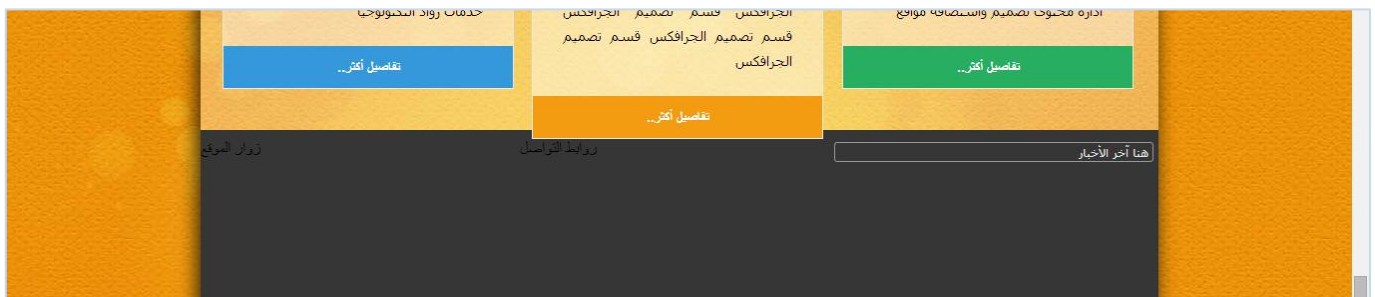 ادارة محتوى تصميم واستضافة مواقع
تفاصيل أكثر..
الجرافكس قسم تصميم الجرافكس
قسم تصميم الجرافكس قسم تصميم
الجرافكس
تفاصيل أكثر..
خدمات رواد التكنولوجيا
تفاصيل أكثر..
هنا آخر الأخبار
روابط التواصل
زوار الموقع